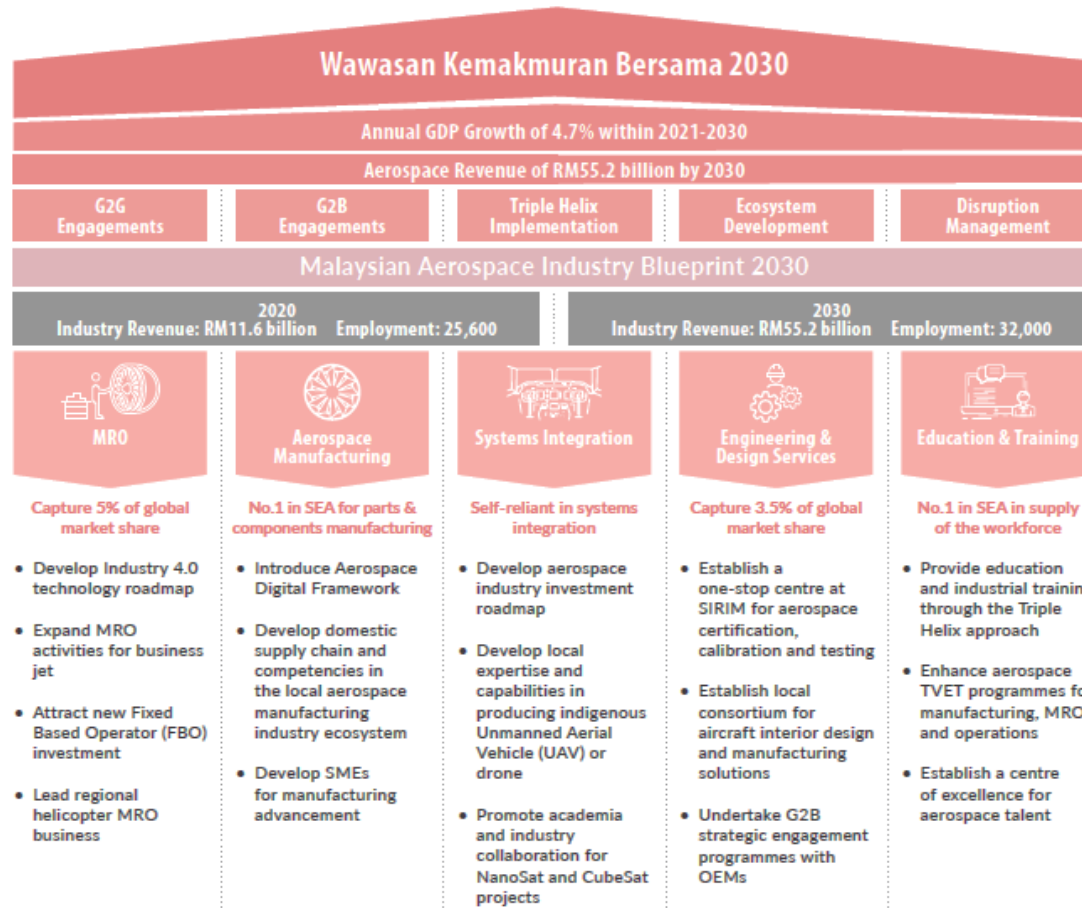 Wawasan Kemakmuran Bersama 2030
Annual GDP Growth of 4.7% within 2021-2030
Aerospace Revenue of RM55.2 billion by 2030
G2G
Engagements
G2B
Engagements
Triple Helix
Implementation
Ecosystem
Development
Disruption
Management
Malaysian Aerospace Industry Blueprint 2030
2020
Industry Revenue: RM11.6 billion Employment: 25,600
2030
Industry Revenue: RM55.2 billion Employment: 32,000
MRO
Capture 5% of global
market share
• Develop Industry 4.0
technology roadmap
• Expand MRO
activities for business
jet
• Attract new Fixed
Based Operator (FBO)
investment
• Lead regional
helicopter MRO
business
Aerospace
Manufacturing
No.1 in SEA for parts &
components manufacturing
• Introduce Aerospace
Digital Framework
• Develop domestic
supply chain and
competencies in
the local aerospace
manufacturing
industry ecosystem
• Develop SMEs
for manufacturing
advancement
Systems Integration
Self-reliant in systems
integration
• Develop aerospace
industry investment
roadmap
• Develop local
expertise and
capabilities in
producing indigenous
Unmanned Aerial
Vehicle (UAV) or
drone
• Promote academia
and industry
collaboration for
NanoSat and CubeSat
projects
Engineering &
Design Services
Capture 3.5% of global
market share
• Establish a
one-stop centre at
SIRIM for aerospace
certification,
calibration and testing
• Establish local
consortium for
aircraft interior design
and manufacturing
solutions
• Undertake G2B
strategic engagement
programmes with
OEMs
Education & Training
No.1 in SEA in supply
of the workforce
• Provide education
and industrial trainin
through the Triple
Helix approach
• Enhance aerospace
TVET programmes fo
manufacturing, MRO
and operations
• Establish a centre
of excellence for
aerospace talent